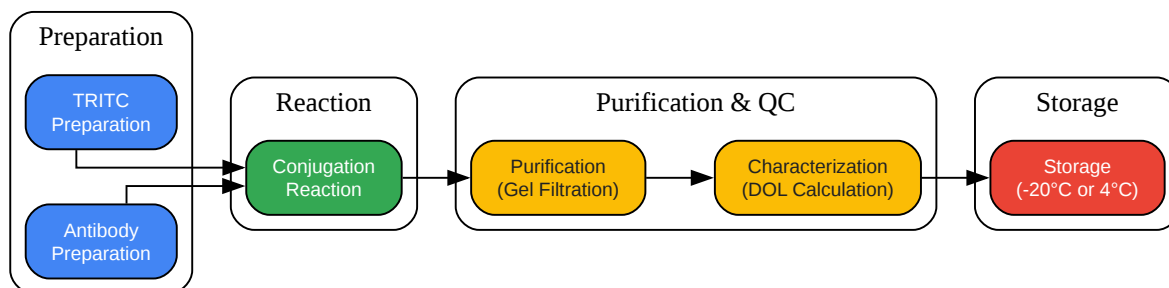 Preparation
TRITC
Preparation
Antibody
Preparation
Reaction
Conjugation
Reaction
Purification & QC
Purification
(Gel Filtration)
Characterization
(DOL Calculation)
Storage
Storage
(-20°C or 4°C)